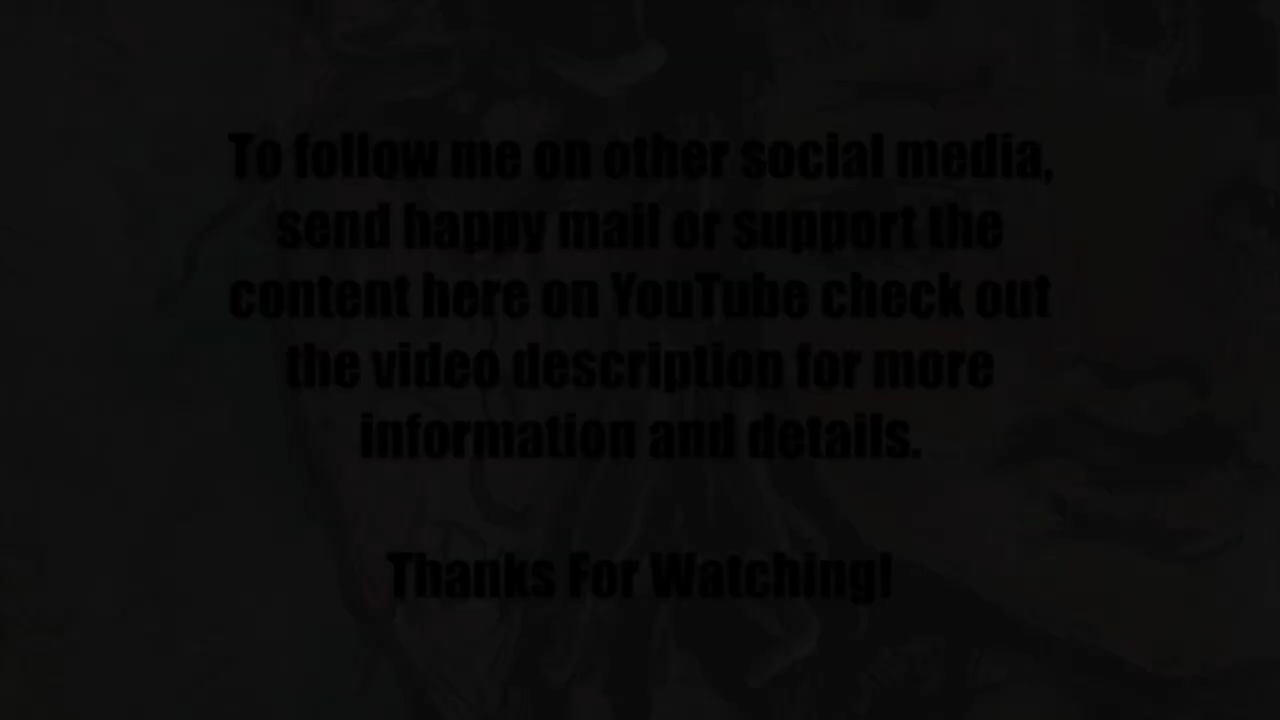 To follow me on other social media,
send happy mail or support the
content here on YouTube check out
the video description for more
information and details.
Thanks For Watching!